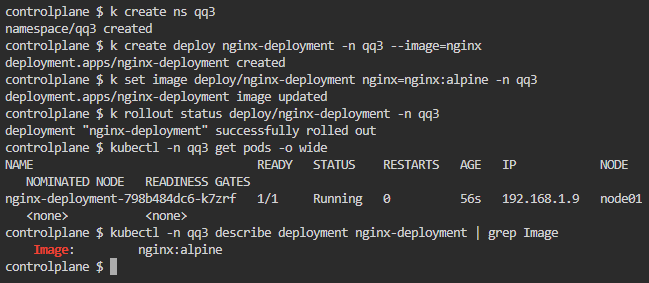 controlplane $ k create ns qq3
namespace/qq3 created
controlplane $ k create deploy nginx-deployment -n qq3 --image=nginx
deployment.apps/nginx-deployment created
controlplane $ k set image deploy/nginx-deployment nginx=nginx:alpine -n qq3
deployment.apps/nginx-deployment image updated
controlplane $ k rollout status deploy/nginx-deployment -n qq3
deployment "nginx-deployment" successfully rolled out
controlplane $ kubectl -n qq3 get pods -o wide
NAME READY STATUS RESTARTS AGE IP NODE
NOMINATED NODE READINESS GATES
nginx-deployment-798b484dc6-k7zrf 1/1 Running 0 56s 192.168.1.9 node01
<none> <none>
controlplane $ kubectl -n qq3 describe deployment nginx-deployment | grep Image
Image: nginx:alpine
controlplane $